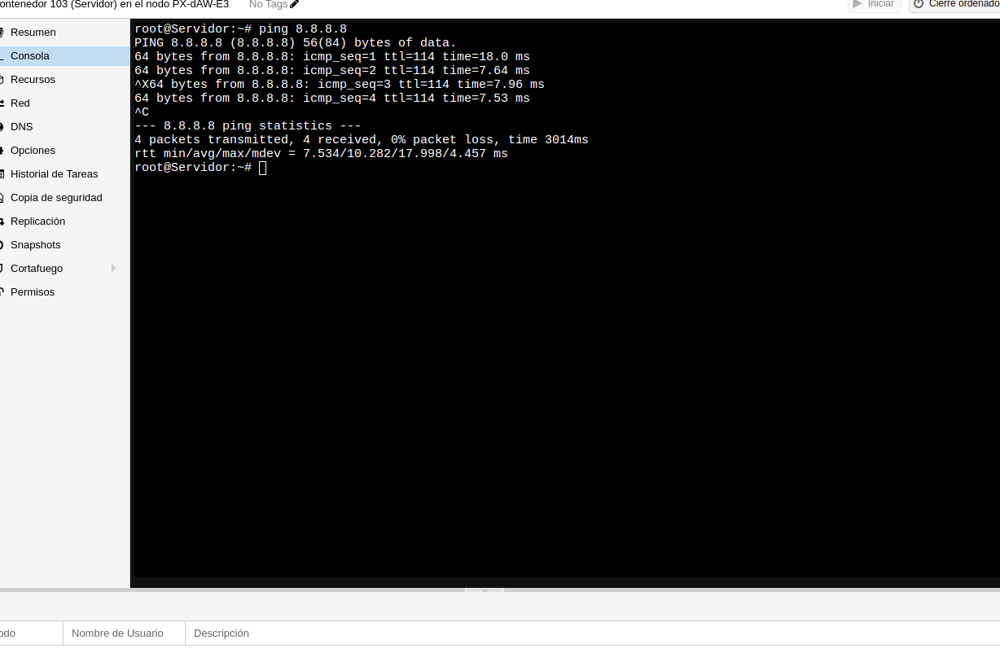 ontenedor 103 (Servidor) en el nodo PX-dAW-E3 No Tags Iniciar Cierre ordenado
Resumen
Consola
Recursos
Red
DNS
Opciones
Historial de Tareas
Copia de seguridad
Replicación
Snapshots
Cortafuego
Permisos
root@Servidor:~# ping 8.8.8.8
PING 8.8.8.8 (8.8.8.8) 56(84) bytes of data.
64 bytes from 8.8.8.8: icmp_seq=1 ttl=114 time=18.0 ms
64 bytes from 8.8.8.8: icmp_seq=2 ttl=114 time=7.64 ms
^X64 bytes from 8.8.8.8: icmp_seq=3 ttl=114 time=7.96 ms
64 bytes from 8.8.8.8: icmp_seq=4 ttl=114 time=7.53 ms
^C
--- 8.8.8.8 ping statistics ---
4 packets transmitted, 4 received, 0% packet loss, time 3014ms
rtt min/avg/max/mdev = 7.534/10.282/17.998/4.457 ms
root@Servidor:~#
odo Nombre de Usuario Descripción